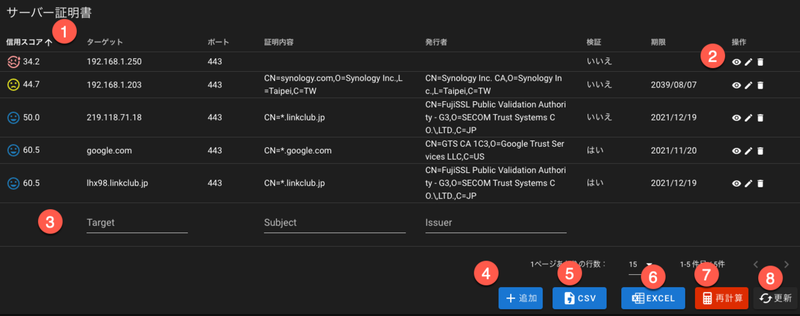 サーバー証明書
1
信用スコア ターゲット ポート 証明内容 発行者 検証 期限 操作
2
34.2 192.168.1.250 443 いいえ
44.7 192.168.1.203 443 CN=synology.com,O=Synology Inc.,L CN=Synology Inc. CA,O=Synology In いいえ 2039/08/07
=Taipei,C=TW c.,L=Taipei,C=TW
CN=FujiSSL Public Validation Authori
50.0 219.118.71.18 443 CN=*.linkclub.jp ty - G3,O=SECOM Trust Systems C いいえ 2021/12/19
O.\,LTD.,C=JP
60.5 google.com 443 CN=*.google.com CN=GTS CA 1C3,O=Google Trust Ser はい 2021/11/20
vices LLC,C=US
CN=FujiSSL Public Validation Authori
60.5 lhx98.linkclub.jp 443 CN=*.linkclub.jp ty - G3,O=SECOM Trust Systems C はい 2021/12/19
O.\,LTD.,C=JP
3 Target Subject Issuer
1ページあ の行数： 15 1-5 件 5件
4 5 6 7 8
追加 CSV EXCEL 再計算 更新